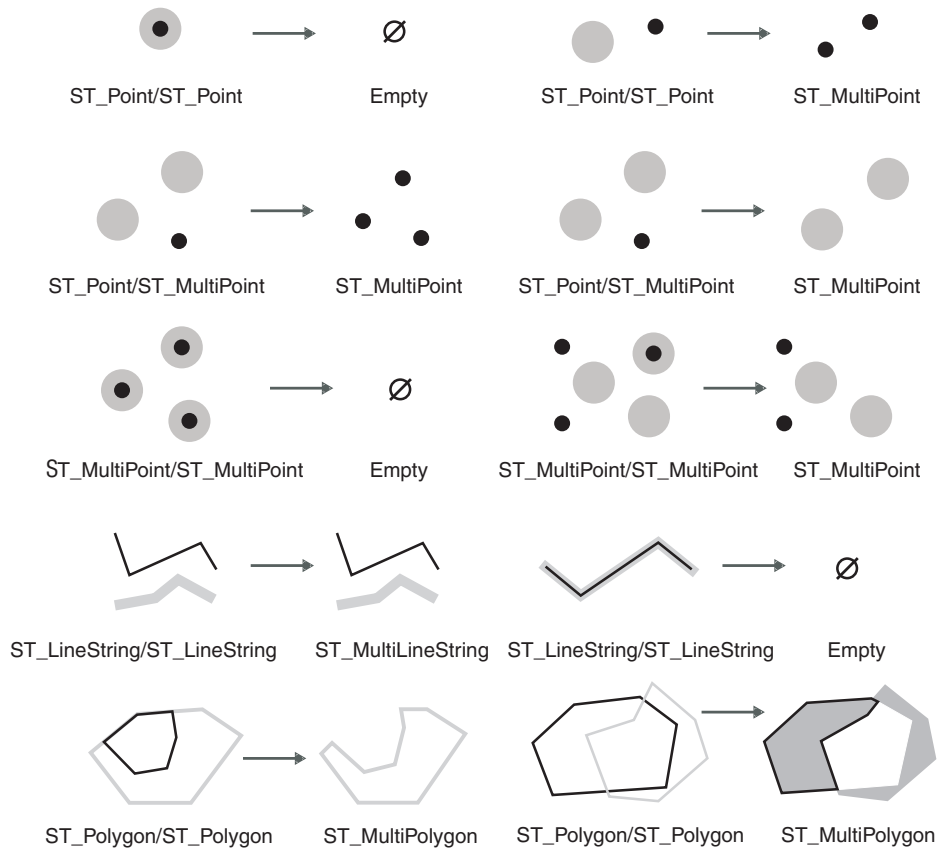 ST_Point/ST_Point Empty ST_Point/ST_Point ST_MultiPoint
ST_Point/ST_MultiPoint ST_MultiPoint ST_Point/ST_MultiPoint ST_MultiPoint
ST_MultiPoint/ST_MultiPoint Empty ST_MultiPoint/ST_MultiPoint ST_MultiPoint
ST_LineString/ST_LineString ST_MultiLineString ST_LineString/ST_LineString Empty
ST_Polygon/ST_Polygon ST_MultiPolygon ST_Polygon/ST_Polygon ST_MultiPolygon